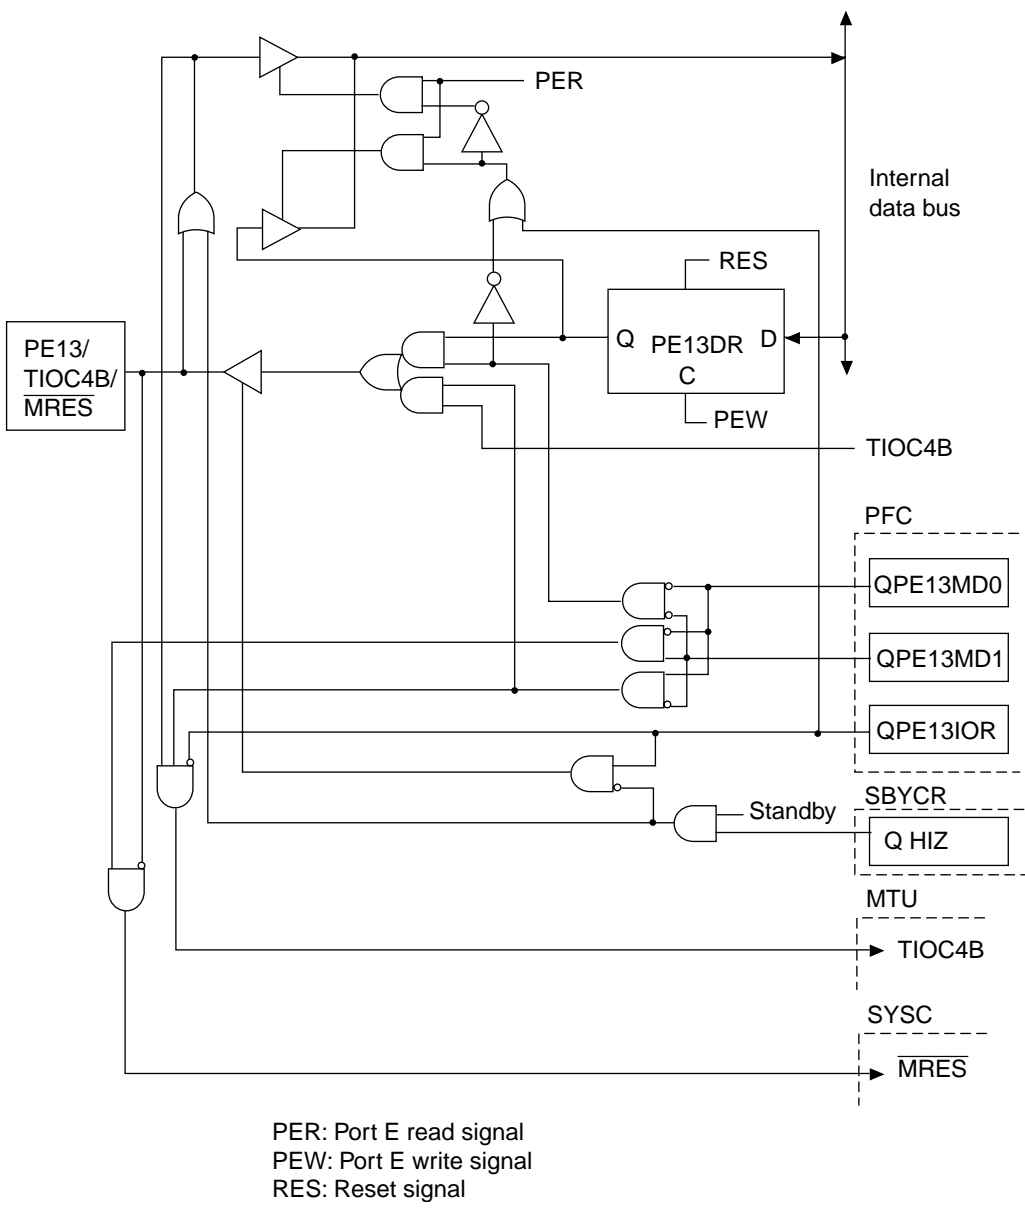 PER
Internal
data bus
RES
Q PE13DR D
C
PEW
PE13/
TIOC4B/
MRES
TIOC4B
PFC
QPE13MD0
QPE13MD1
QPE13IOR
SBYCR
Standby
Q HIZ
MTU
TIOC4B
SYSC
MRES
PER: Port E read signal
PEW: Port E write signal
RES: Reset signal